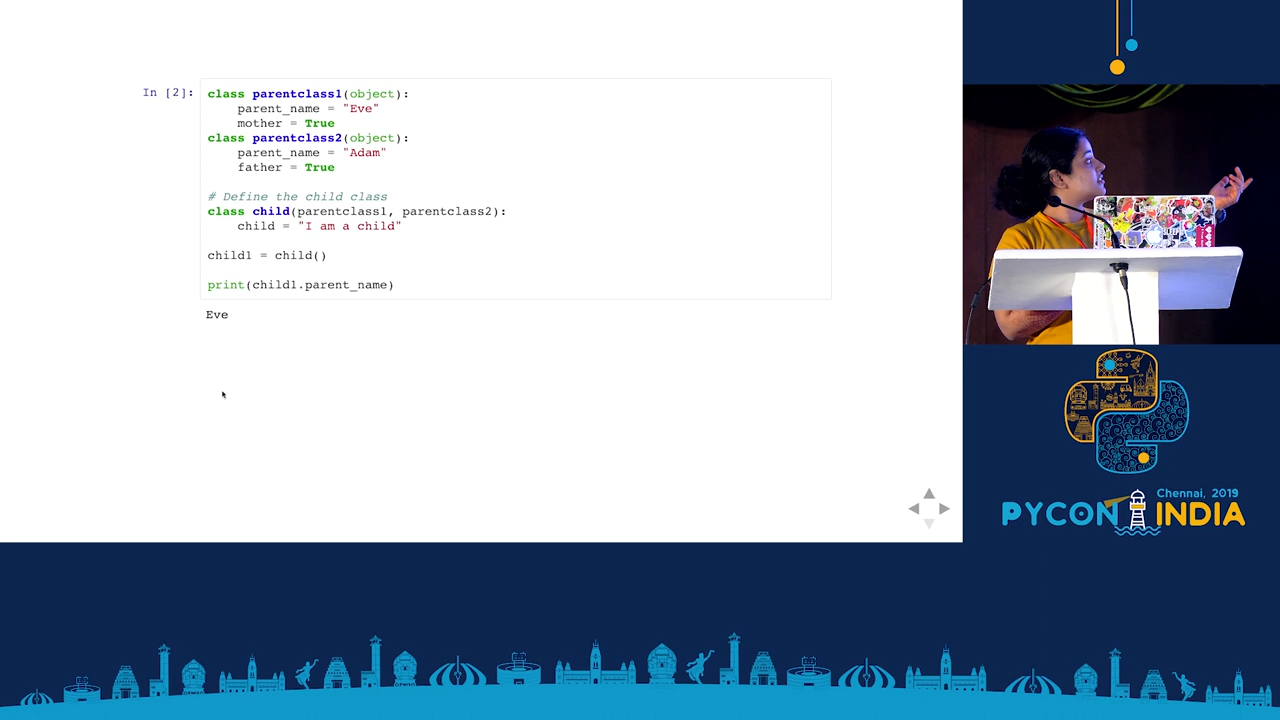 In [2]:
class parentclass1(object):
    parent_name = "Eve"
    mother = True
class parentclass2(object):
    parent_name = "Adam"
    father = True

# Define the child class
class child(parentclass1, parentclass2):
    child = "I am a child"

child1 = child()

print(child1.parent_name)
Eve
Chennai, 2019
PYCON INDIA